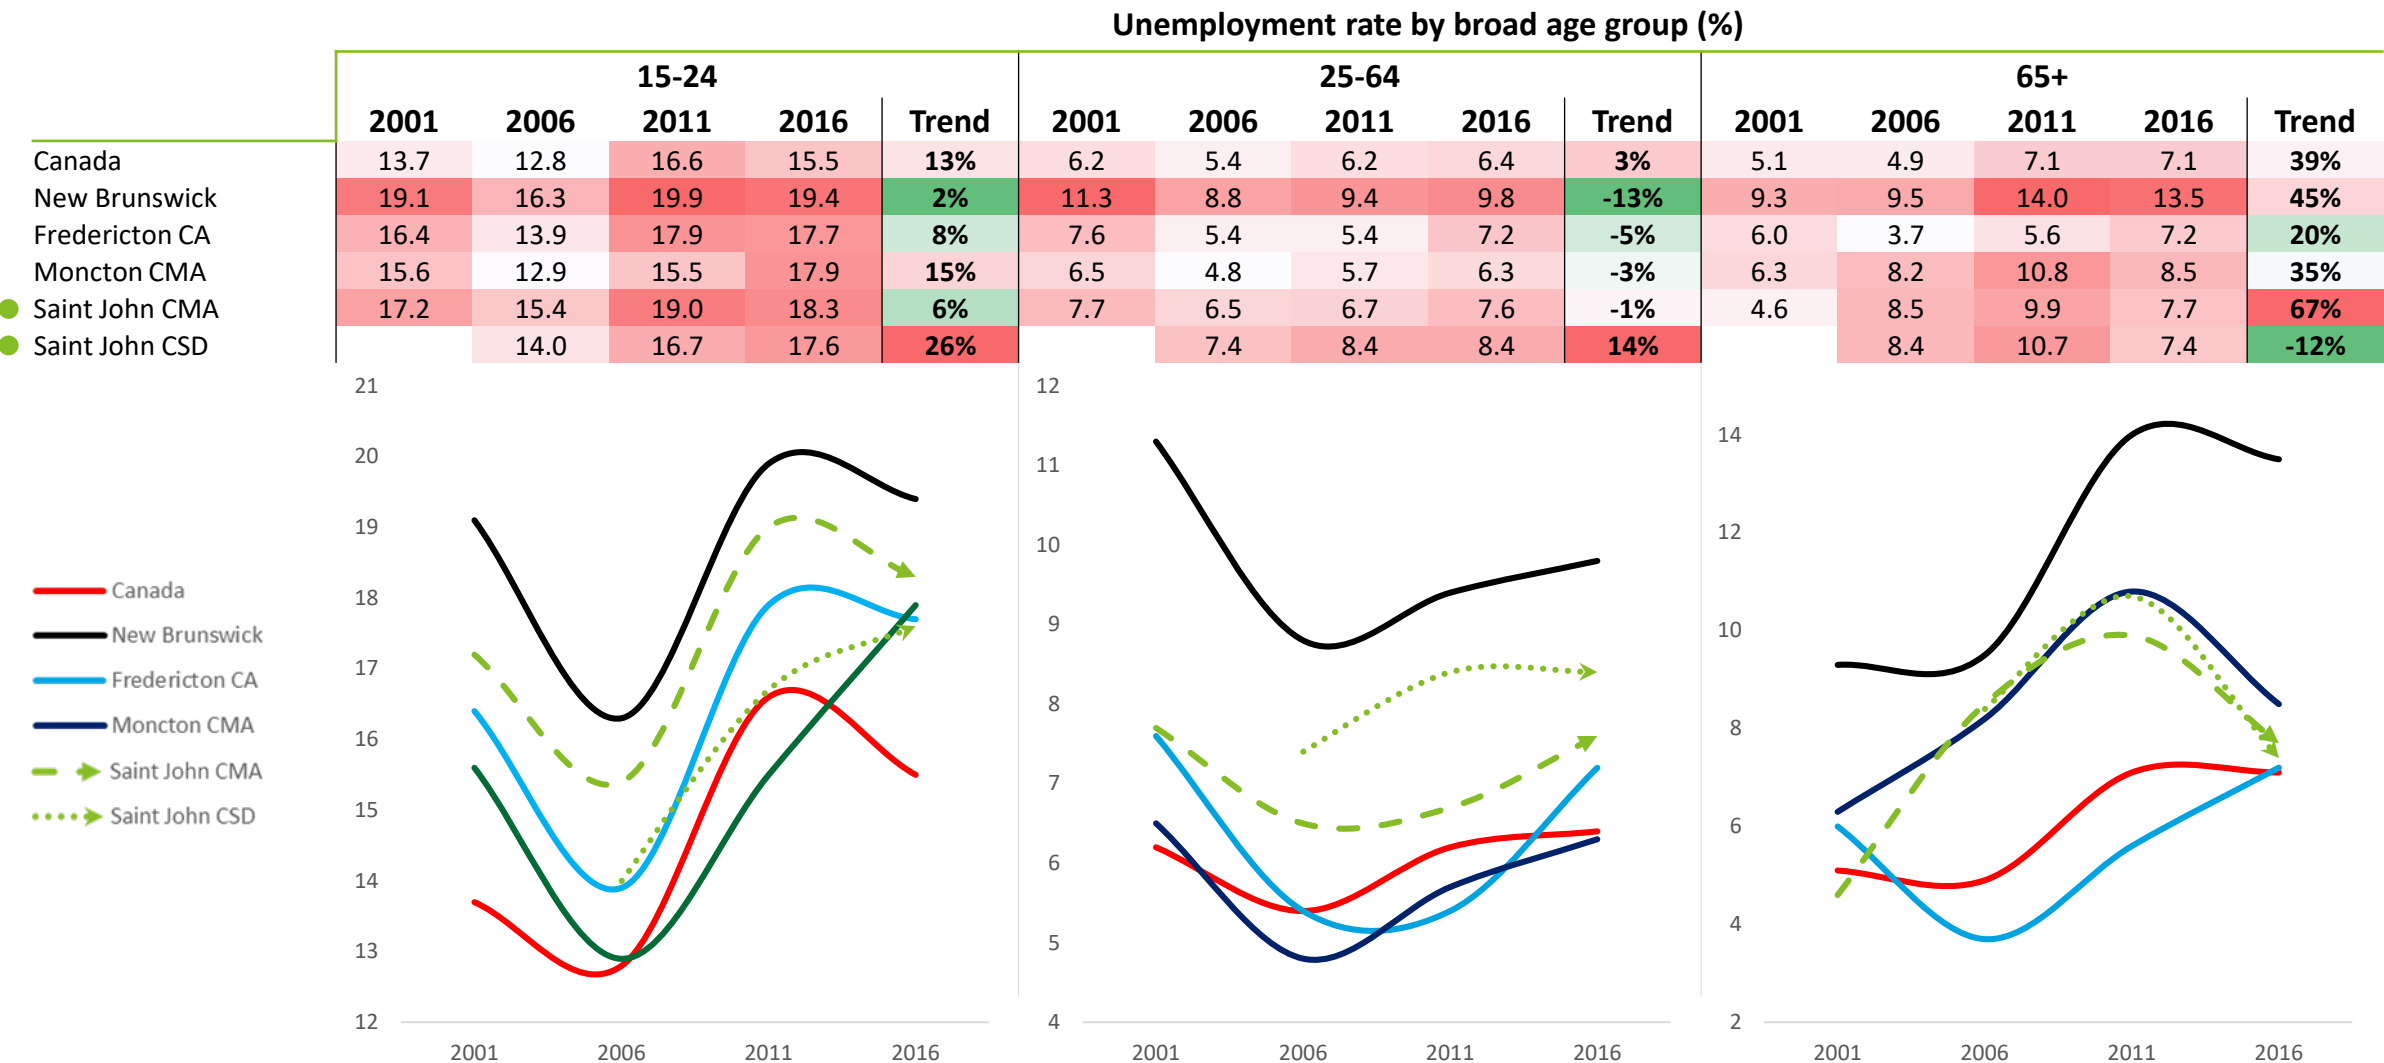 Unemployment rate by broad age group (%)
15-24 25-64 65+
2001 2006 2011 2016 Trend 2001 2006 2011 2016 Trend 2001 2006 2011 2016 Trend
Canada 13.7 12.8 16.6 15.5 13% 6.2 5.4 6.2 6.4 3% 5.1 4.9 7.1 7.1 39%
New Brunswick 19.1 16.3 19.9 19.4 2% 11.3 8.8 9.4 9.8 -13% 9.3 9.5 14.0 13.5 45%
Fredericton CA 16.4 13.9 17.9 17.7 8% 7.6 5.4 5.4 7.2 -5% 6.0 3.7 5.6 7.2 20%
Moncton CMA 15.6 12.9 15.5 17.9 15% 6.5 4.8 5.7 6.3 -3% 6.3 8.2 10.8 8.5 35%
Saint John CMA 17.2 15.4 19.0 18.3 6% 7.7 6.5 6.7 7.6 -1% 4.6 8.5 9.9 7.7 67%
Saint John CSD 14.0 16.7 17.6 26% 7.4 8.4 8.4 14% 8.4 10.7 7.4 -12%
Canada
New Brunswick
Fredericton CA
Moncton CMA
Saint John CMA
Saint John CSD
21
20
19
18
17
16
15
14
13
12
2001 2006 2011 2016
12
11
10
9
8
7
6
5
4
2001 2006 2011 2016
14
12
10
8
6
4
2
2001 2006 2011 2016